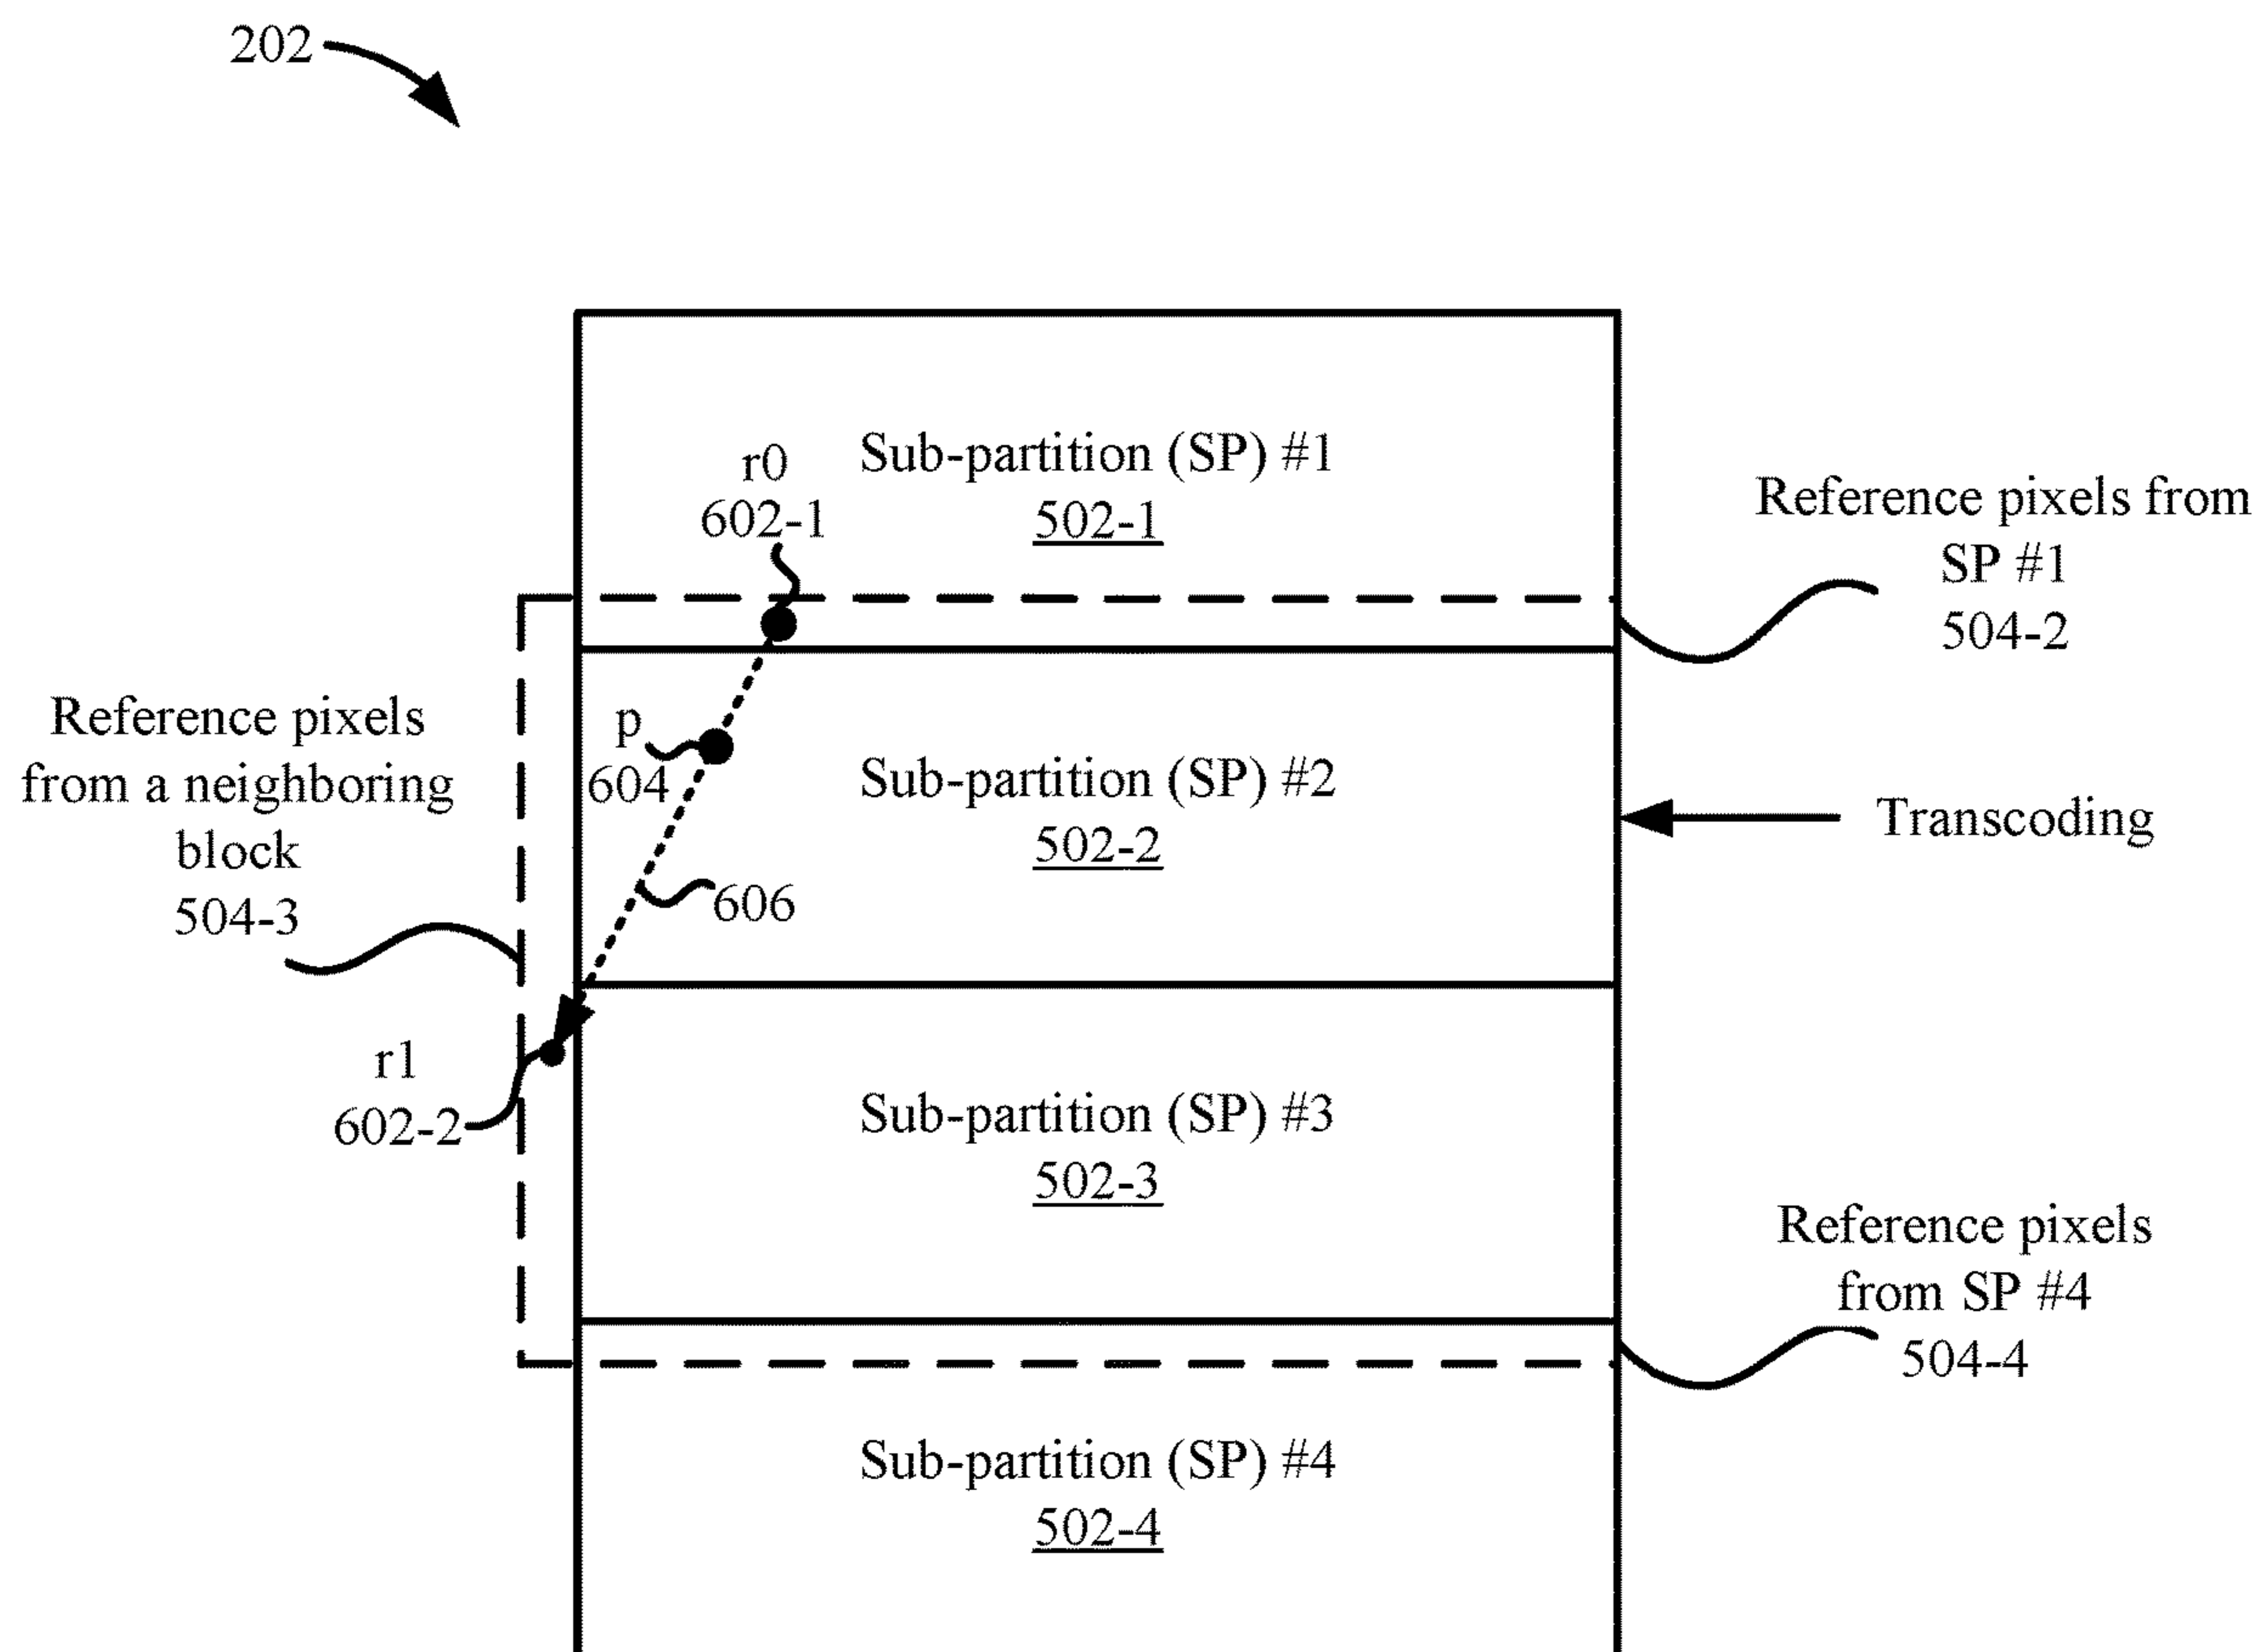 202
Sub-partition (SP) #1
502-1
r0
602-1
Reference pixels from
SP #1
504-2
Reference pixels
from a neighboring
block
504-3
p
604
Sub-partition (SP) #2
502-2
Transcoding
606
r1
602-2
Sub-partition (SP) #3
502-3
Reference pixels
from SP #4
504-4
Sub-partition (SP) #4
502-4